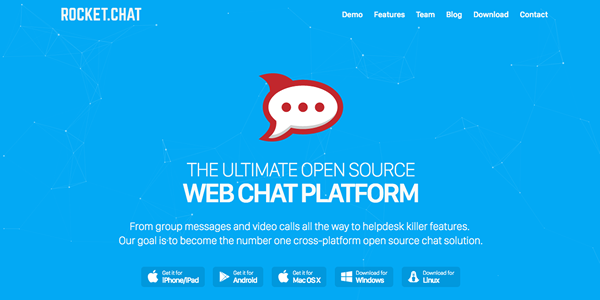 ROCKET.CHAT
Demo Features Team Blog Download Contact
THE ULTIMATE OPEN SOURCE
WEB CHAT PLATFORM
From group messages and video calls all the way to helpdesk killer features.
Our goal is to become the number one cross-platform open source chat solution.
Get it for iPhone/iPad
Get it for Android
Get it for Mac OS X
Download for Windows
Download for Linux